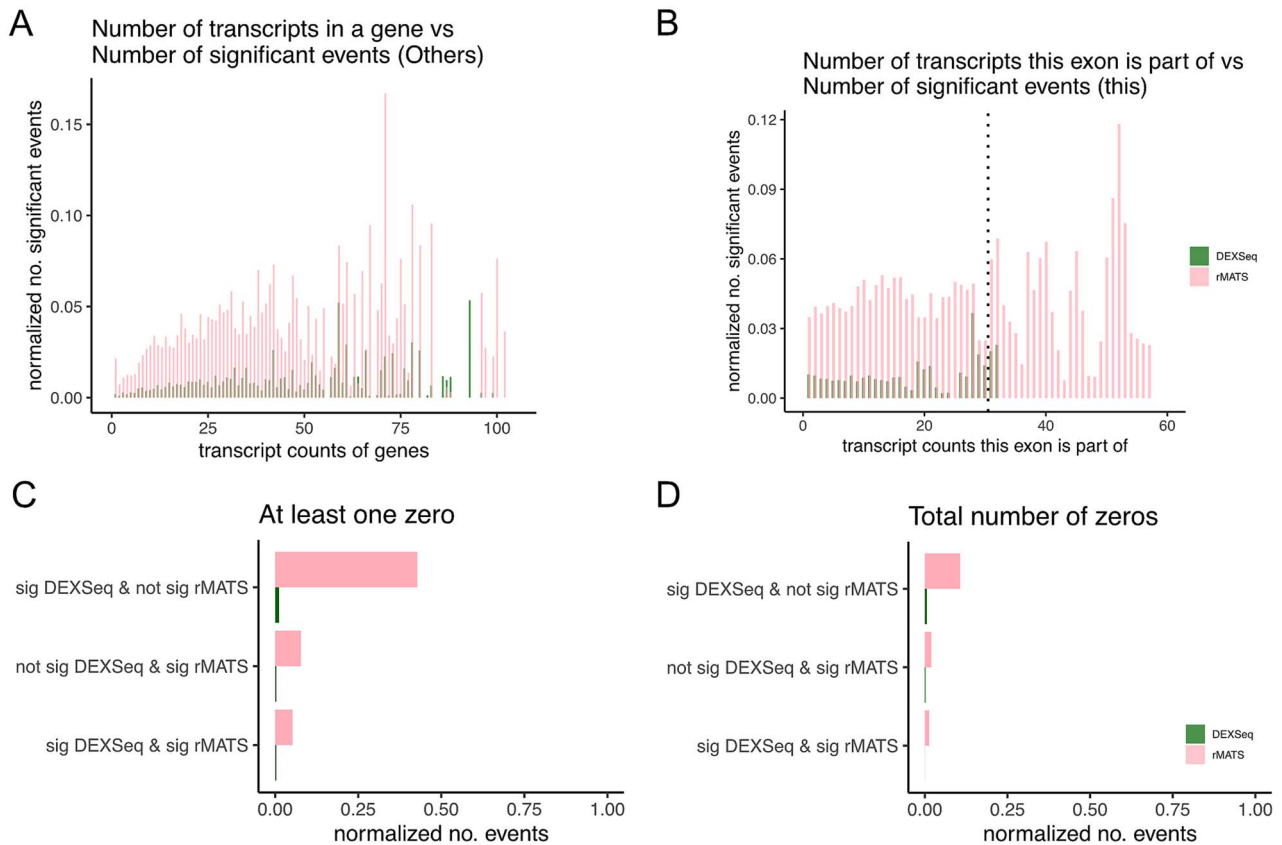 A
Number of transcripts in a gene vs
Number of significant events (Others)
normalized no. significant events
0.15
0.10
0.05
0.00
0
25
50
75
100
transcript counts of genes
B
Number of transcripts this exon is part of vs
Number of significant events (this)
normalized no. significant events
0.12
0.09
0.06
0.03
0.00
0
20
40
60
transcript counts this exon is part of
DEXSeq
rMATS
C
At least one zero
sig DEXSeq & not sig rMATS
not sig DEXSeq & sig rMATS
sig DEXSeq & sig rMATS
0.00
0.25
0.50
0.75
1.00
normalized no. events
D
Total number of zeros
sig DEXSeq & not sig rMATS
not sig DEXSeq & sig rMATS
sig DEXSeq & sig rMATS
0.00
0.25
0.50
0.75
1.00
normalized no. events
DEXSeq
rMATS